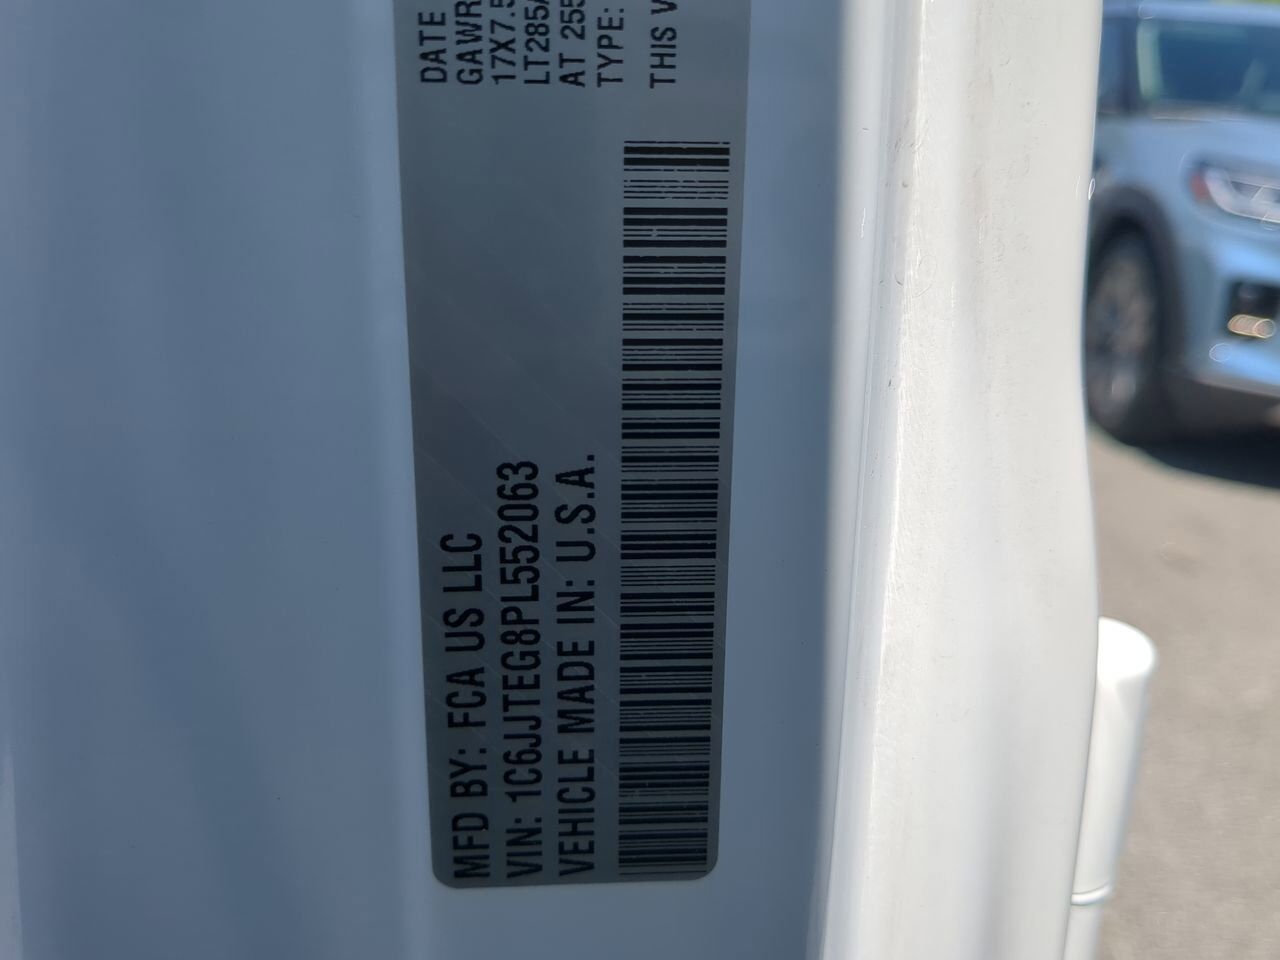 MFD BY: FCA US LLC
VIN: 1C6JJTEG8PL552063
VEHICLE MADE IN: U.S.A.
DATE
GAWR
17X7.5
LT285/
AT 255
TYPE:
THIS V